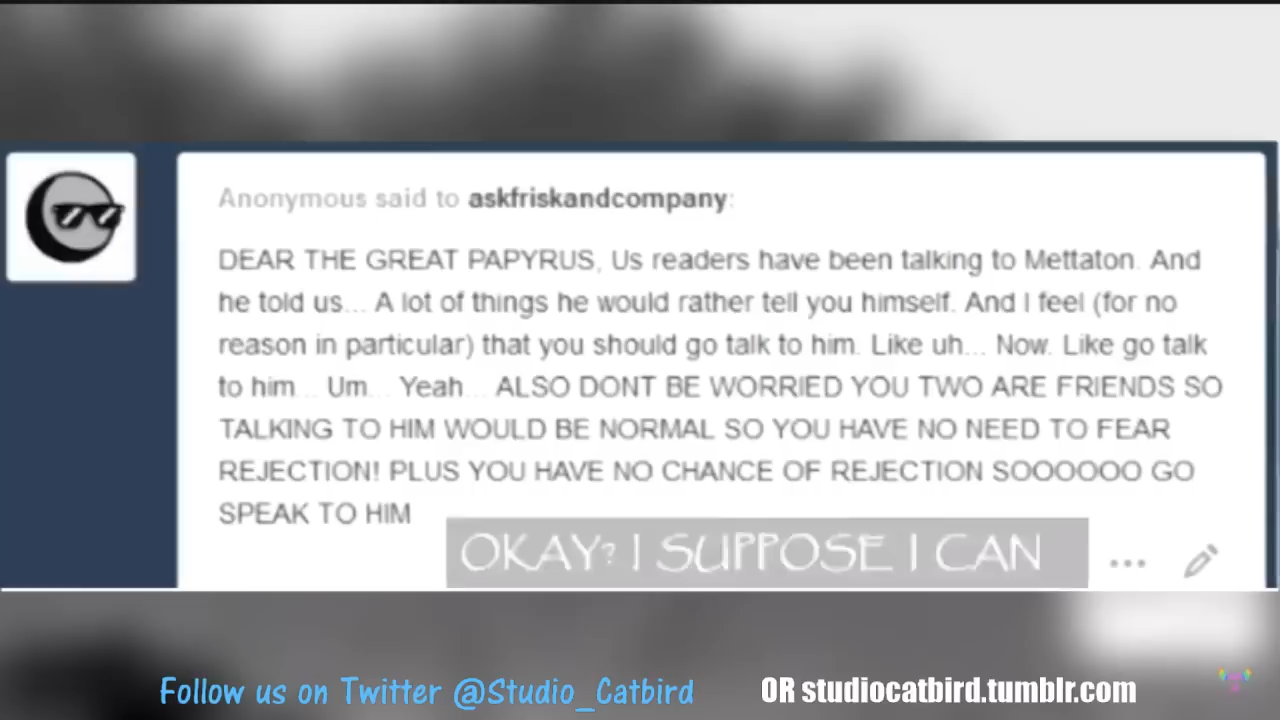 Anonymous said to askfriskandcompany:
DEAR THE GREAT PAPYRUS, Us readers have been talking to Mettaton. And
he told us... A lot of things he would rather tell you himself. And I feel (for no
reason in particular) that you should go talk to him. Like uh... Now. Like go talk
to him... Um... Yeah... ALSO DONT BE WORRIED YOU TWO ARE FRIENDS SO
TALKING TO HIM WOULD BE NORMAL SO YOU HAVE NO NEED TO FEAR
REJECTION! PLUS YOU HAVE NO CHANCE OF REJECTION SOOOOOO GO
SPEAK TO HIM
OKAY? I SUPPOSE I CAN
Follow us on Twitter @Studio_Catbird OR studiocatbird.tumblr.com